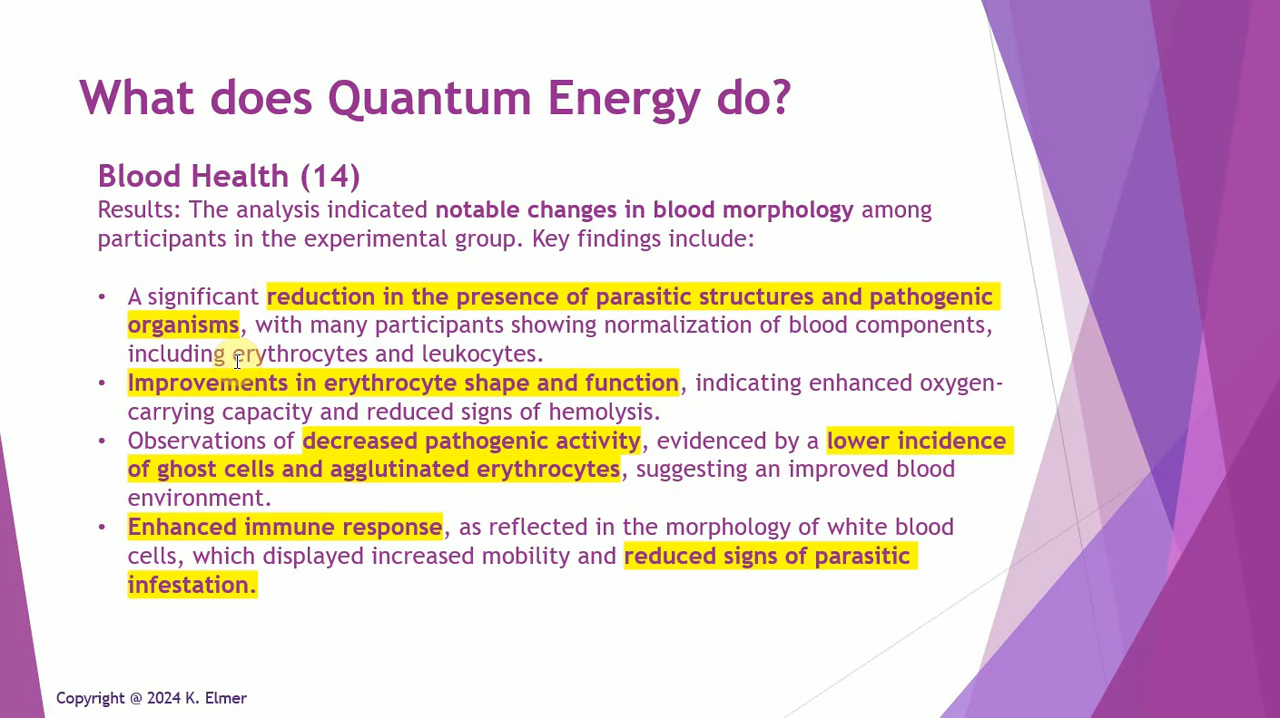 What does Quantum Energy do?
Blood Health (14)
Results: The analysis indicated notable changes in blood morphology among
participants in the experimental group. Key findings include:
• A significant reduction in the presence of parasitic structures and pathogenic
organisms, with many participants showing normalization of blood components,
including erythrocytes and leukocytes.
• Improvements in erythrocyte shape and function, indicating enhanced oxygen-
carrying capacity and reduced signs of hemolysis.
• Observations of decreased pathogenic activity, evidenced by a lower incidence
of ghost cells and agglutinated erythrocytes, suggesting an improved blood
environment.
• Enhanced immune response, as reflected in the morphology of white blood
cells, which displayed increased mobility and reduced signs of parasitic
infestation.
Copyright @ 2024 K. Elmer